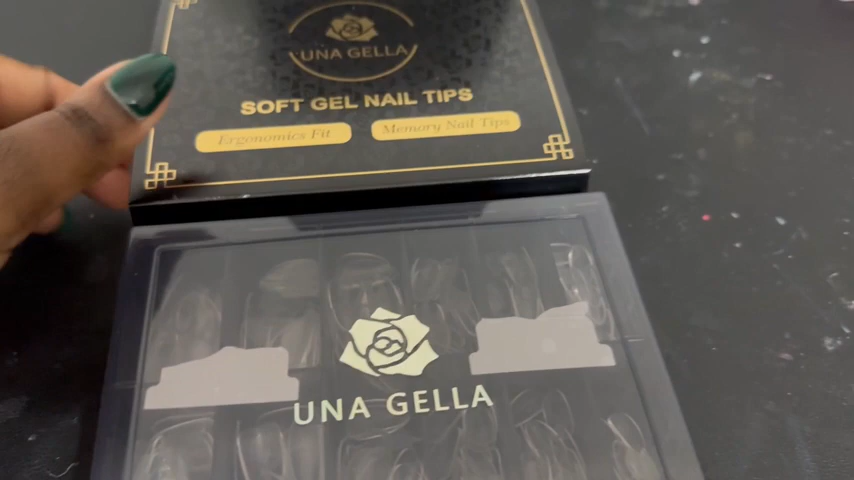 UNA GELLA
SOFT GEL NAIL TIPS
Ergonomics Fit
Memory Nail Tips
UNA GELLA